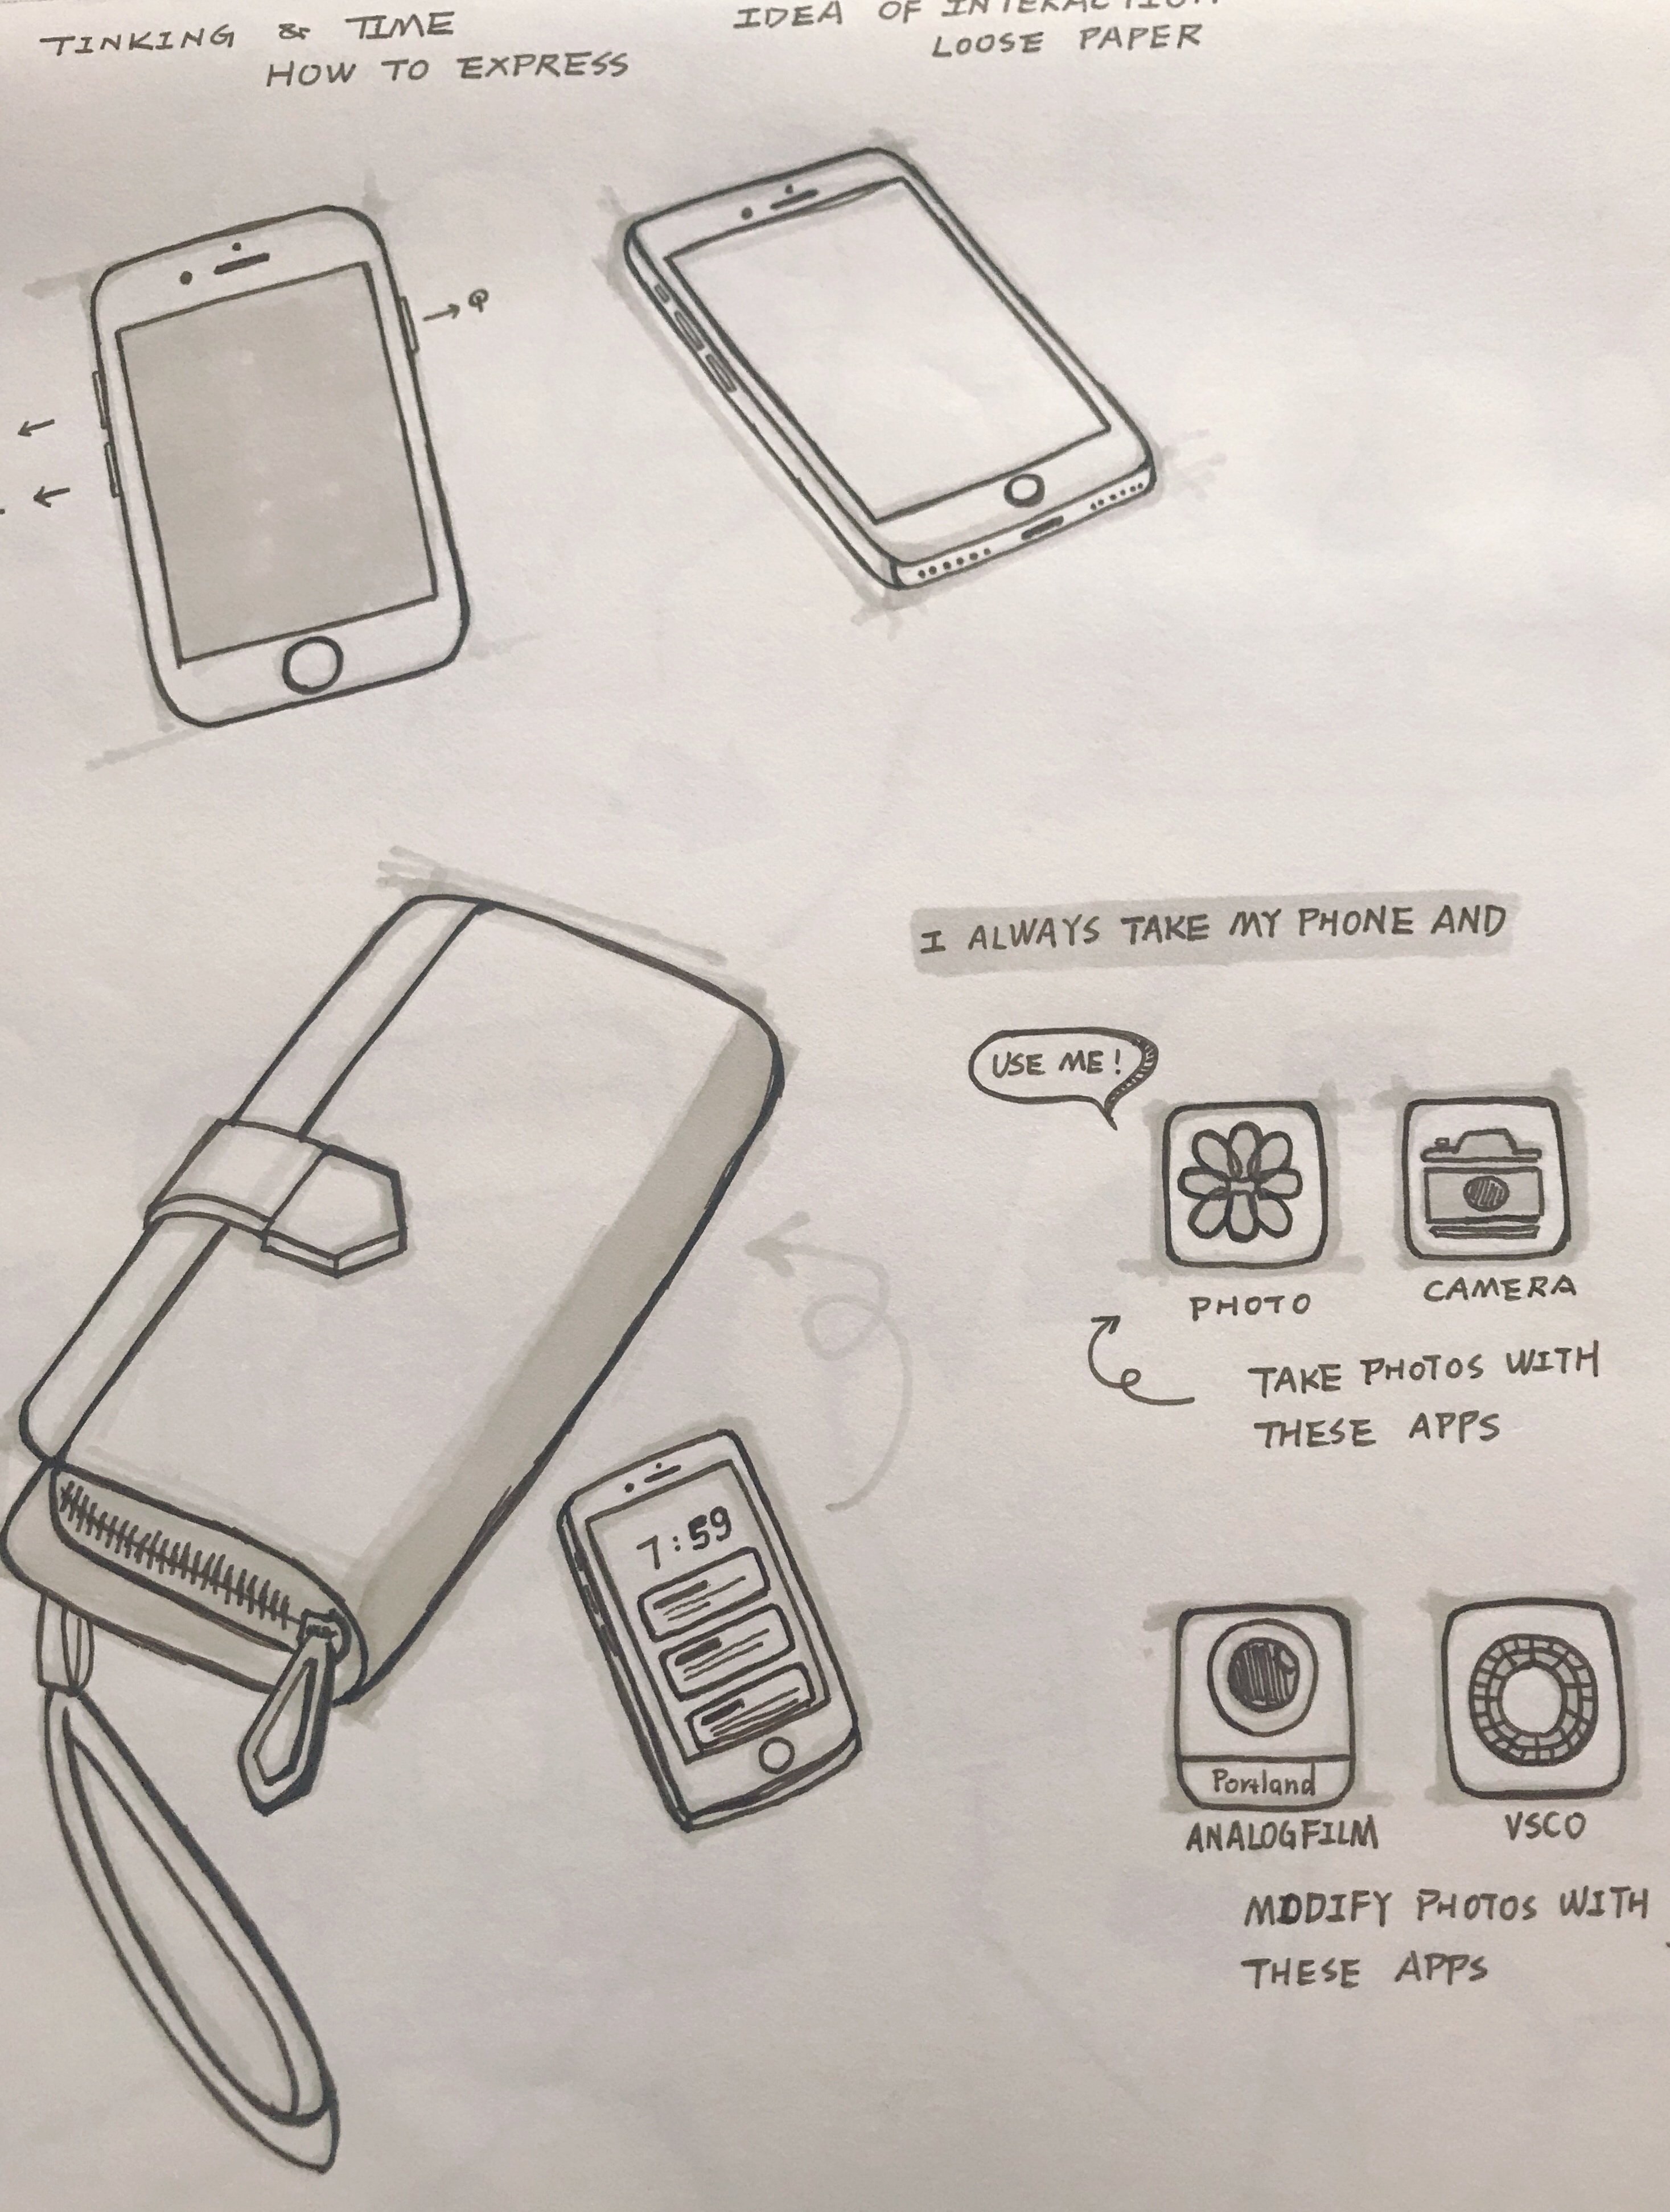 TINKING & TIME
HOW TO EXPRESS
IDEA OF INTERACTION
LOOSE PAPER
I ALWAYS TAKE MY PHONE AND
USE ME!
PHOTO
CAMERA
TAKE PHOTOS WITH
THESE APPS
7:59
Portland
ANALOGFILM
VSCO
MODIFY PHOTOS WITH
THESE APPS